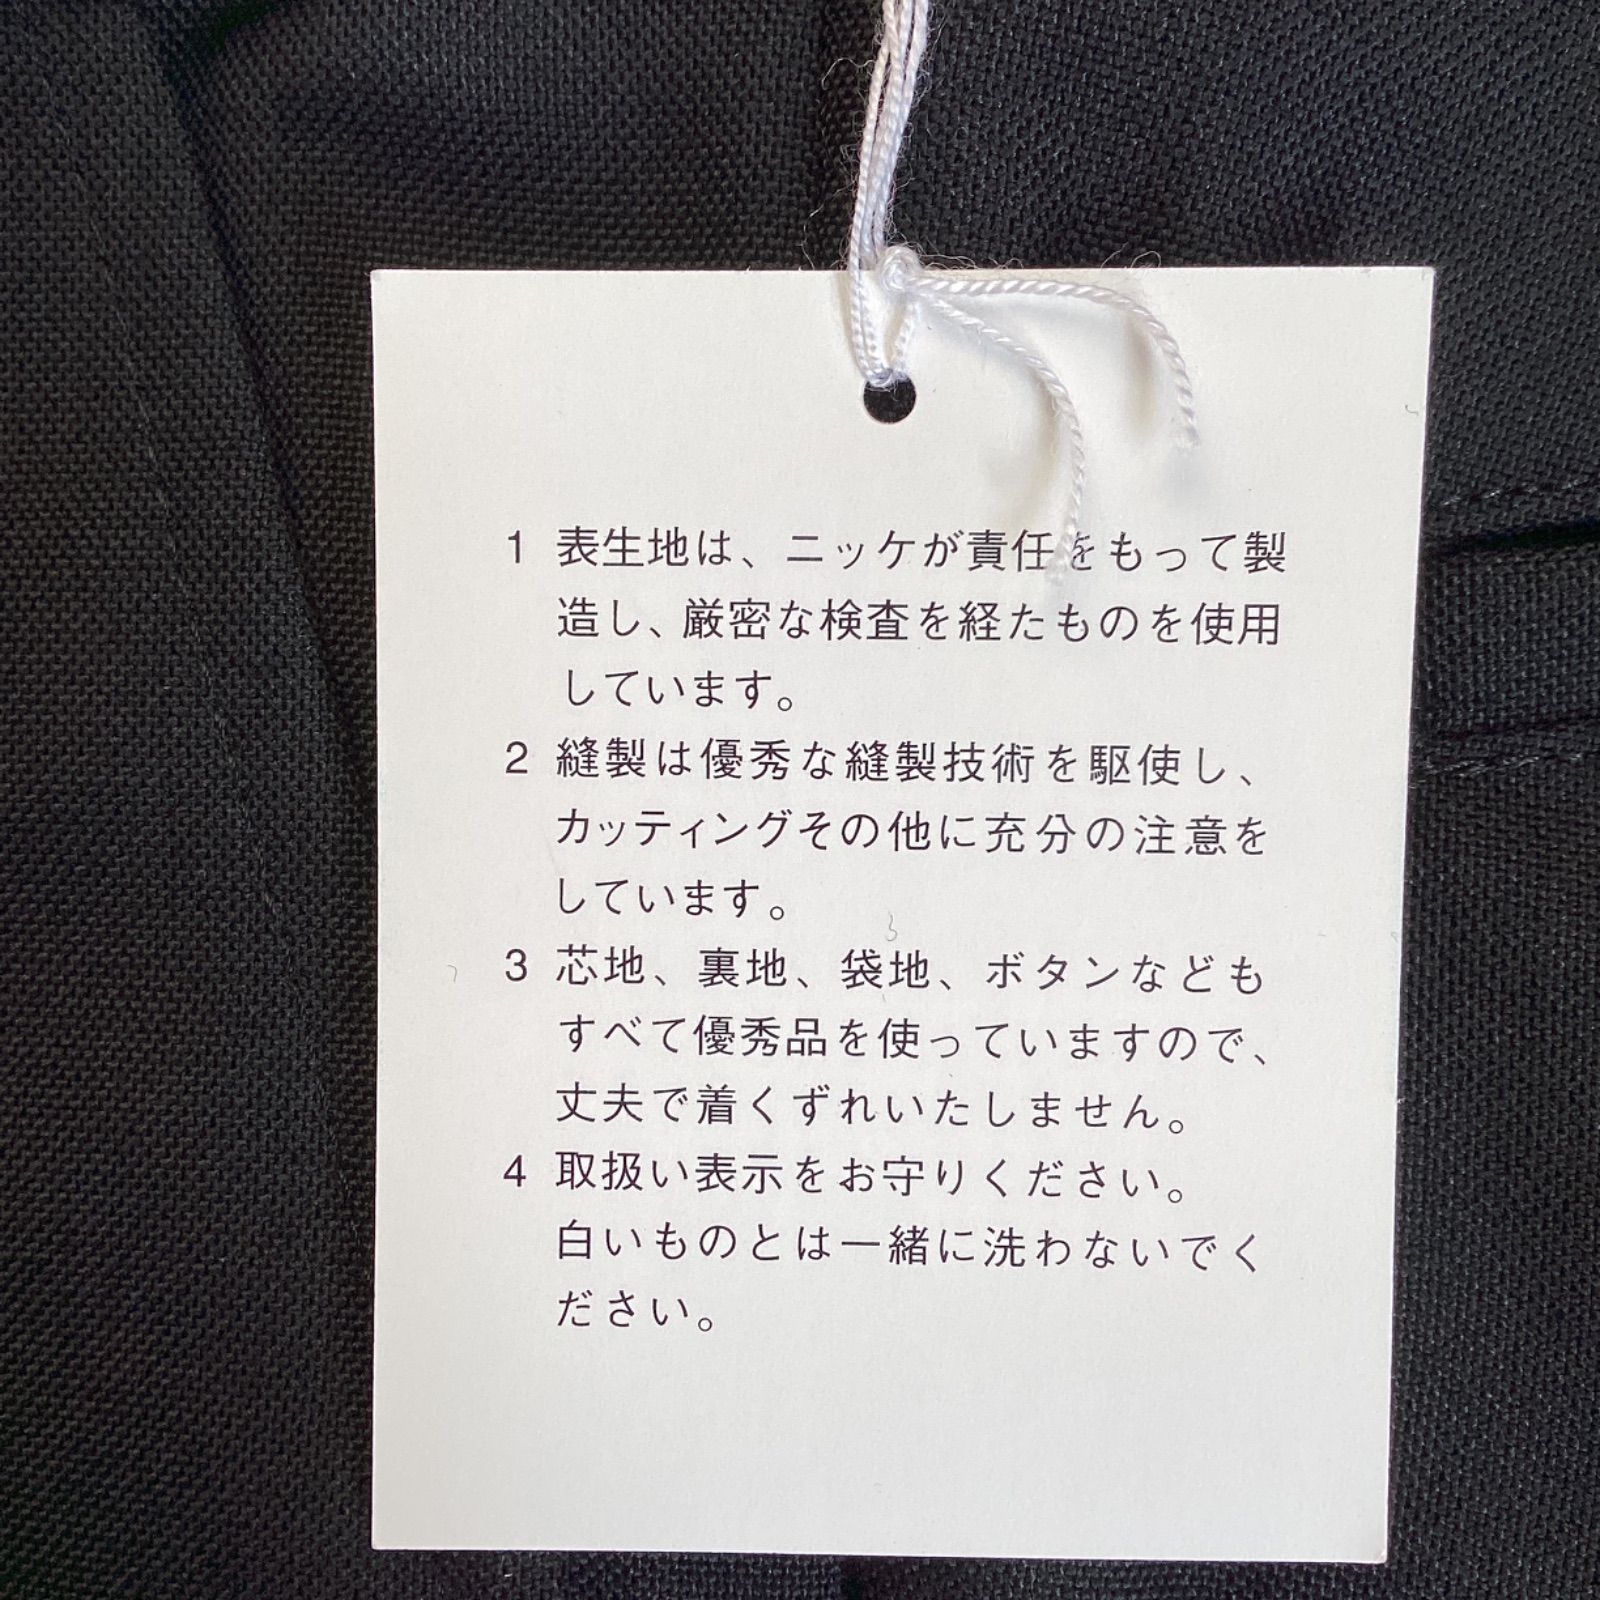 1 表生地は、ニッケが責任をもって製
造し、厳密な検査を経たものを使用
しています。
2 縫製は優秀な縫製技術を駆使し、
カッティングその他に充分の注意を
しています。
3 芯地、裏地、袋地、ボタンなども
すべて優秀品を使っていますので、
丈夫で着くずれいたしません。
4 取扱い表示をお守りください。
白いものとは一緒に洗わないでく
ださい。